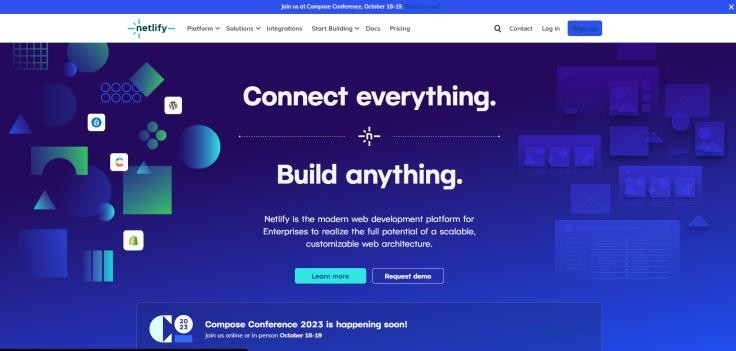 Join us at Compose Conference, October 18-19. Register now!
netlify
Platform Solutions Integrations Start Building Docs Pricing
Contact Log in Sign up
Connect everything.
n
Build anything.
Netlify is the modern web development platform for
Enterprises to realize the full potential of a scalable,
customizable web architecture.
Learn more Request demo
2023
Compose Conference 2023 is happening soon!
Join us online or in person October 18-19